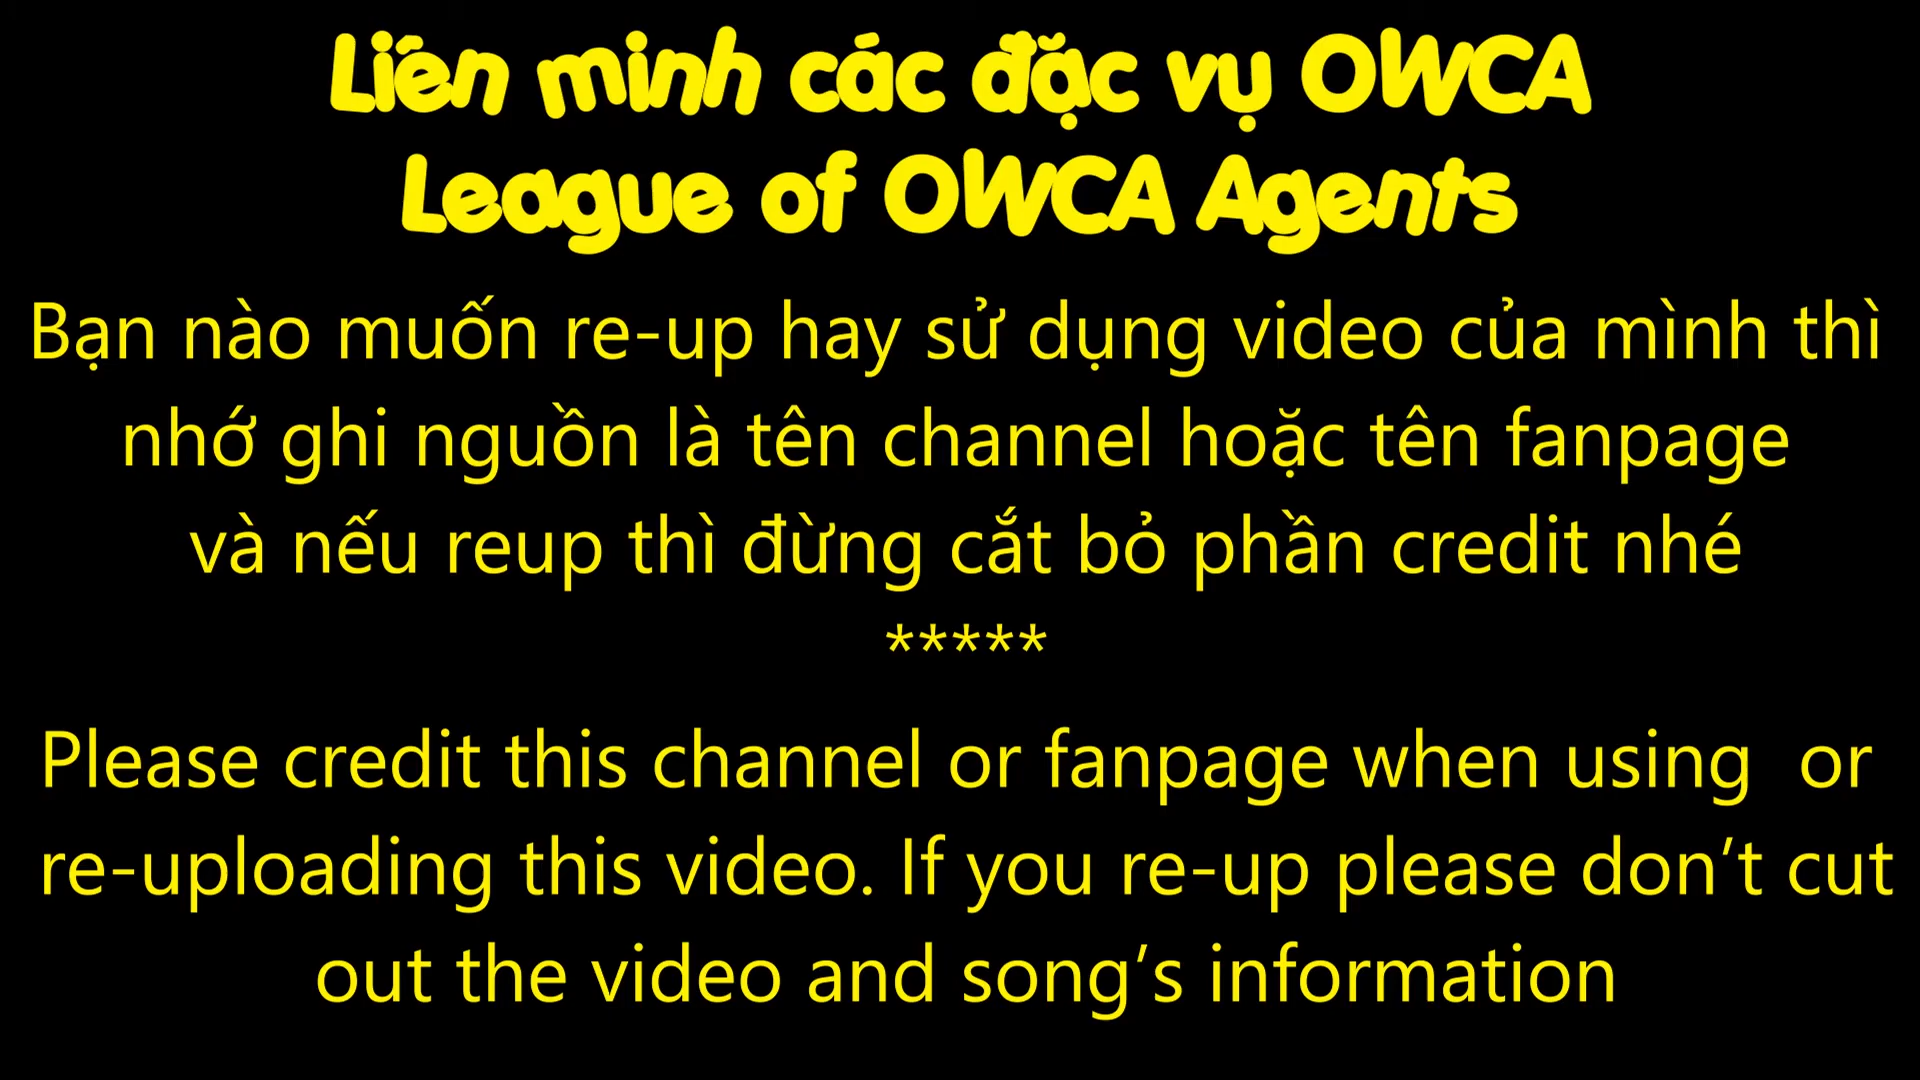 Liên minh các đặc vụ OWCA
League of OWCA Agents
Bạn nào muốn re-up hay sử dụng video của mình thì
nhớ ghi nguồn là tên channel hoặc tên fanpage
và nếu reup thì đừng cắt bỏ phần credit nhé
*****
Please credit this channel or fanpage when using  or
re-uploading this video. If you re-up please don’t cut
out the video and song’s information